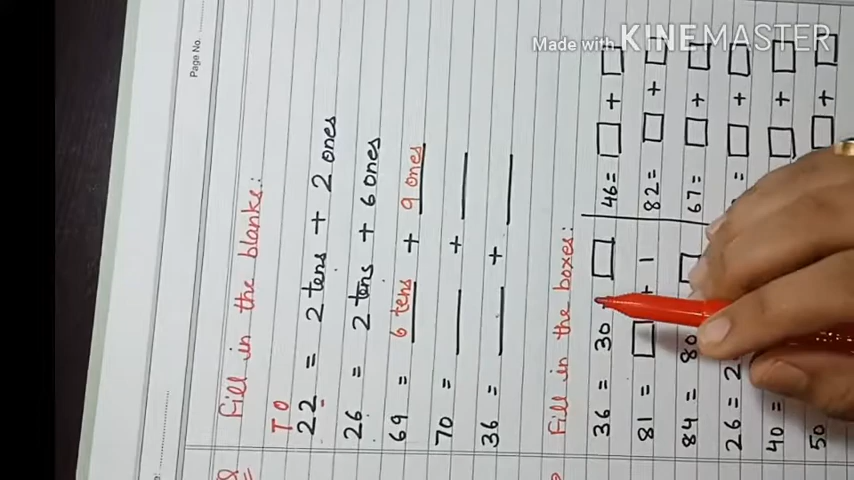 Made with KINEMASTER
Page No.
Fill in the blanks:
T O
22 = 2 tens + 2 ones
26 = 2 tens + 6 ones
69 = 6 tens + 9 ones
70 = ___ + ___
36 = ___ + ___
Fill in the boxes:
36 = 30 □ 46 = □ + □
81 = □ + 1 82 = □ + □
84 = 80 □ 67 = □ + □
26 = 2 = □ + □
40 = □ + □
50 □ + □